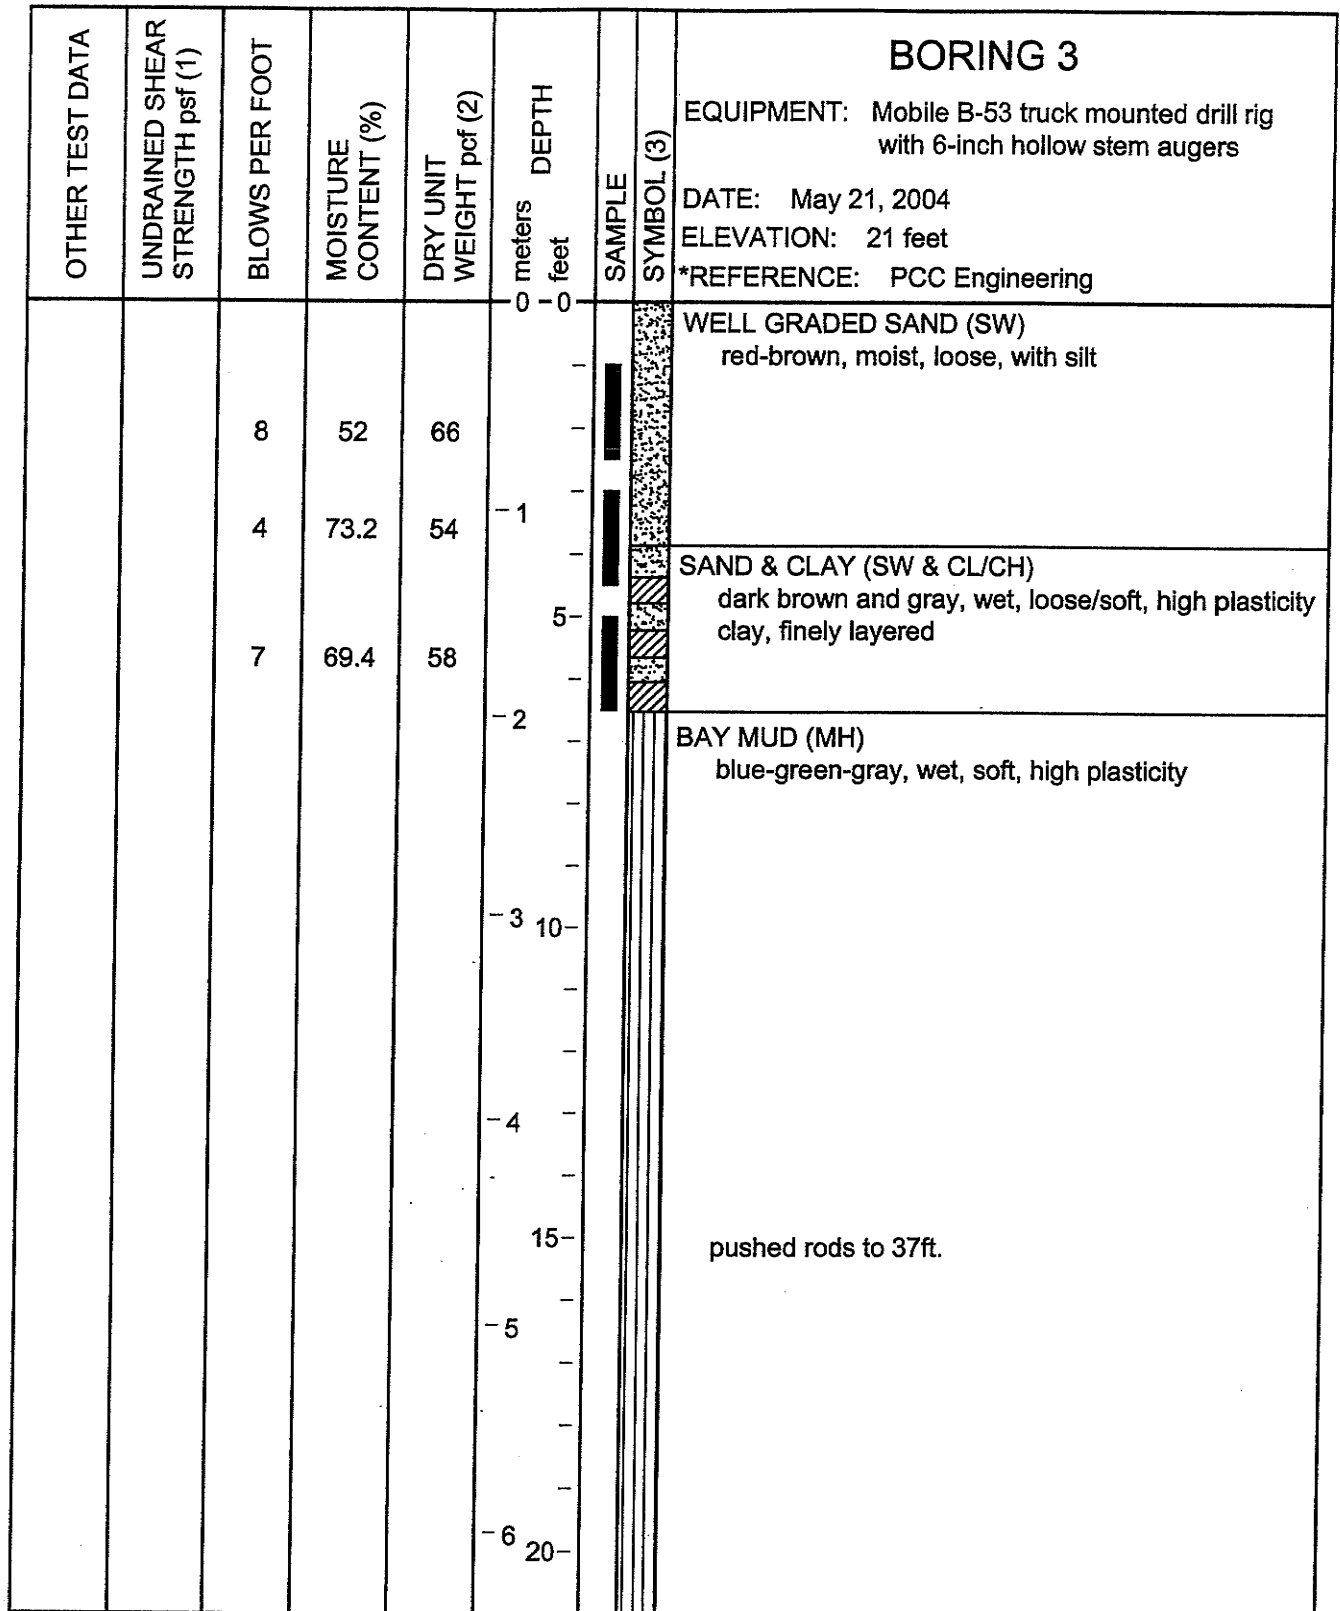 OTHER TEST DATA
UNDRAINED SHEAR
STRENGTH psf (1)
BLOWS PER FOOT
MOISTURE
CONTENT (%)
DRY UNIT
WEIGHT pcf (2)
DEPTH
meters
feet
SAMPLE
SYMBOL (3)
BORING 3
EQUIPMENT: Mobile B-53 truck mounted drill rig
with 6-inch hollow stem augers
DATE: May 21, 2004
ELEVATION: 21 feet
*REFERENCE: PCC Engineering
0 0
WELL GRADED SAND (SW)
red-brown, moist, loose, with silt
8 52 66
1
4 73.2 54
SAND & CLAY (SW & CL/CH)
dark brown and gray, wet, loose/soft, high plasticity
clay, finely layered
5
7 69.4 58
2
BAY MUD (MH)
blue-green-gray, wet, soft, high plasticity
3 10
4
15
pushed rods to 37ft.
5
6 20